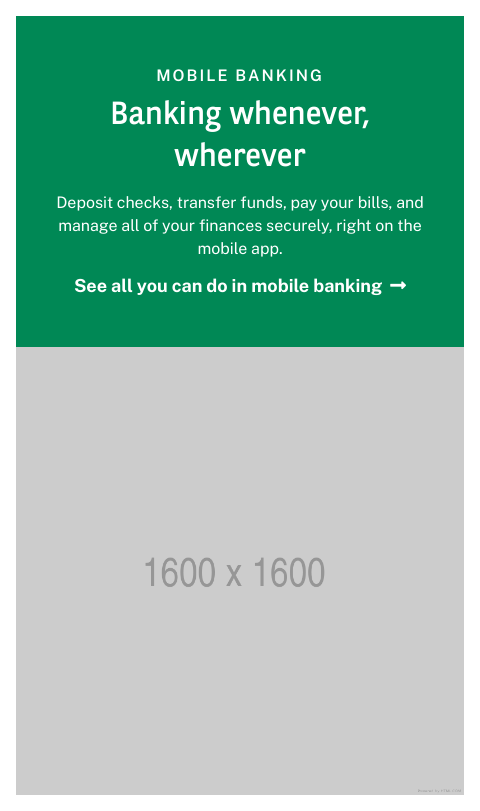 MOBILE BANKING
Banking whenever,
wherever
Deposit checks, transfer funds, pay your bills, and
manage all of your finances securely, right on the
mobile app.
See all you can do in mobile banking →
1600 x 1600